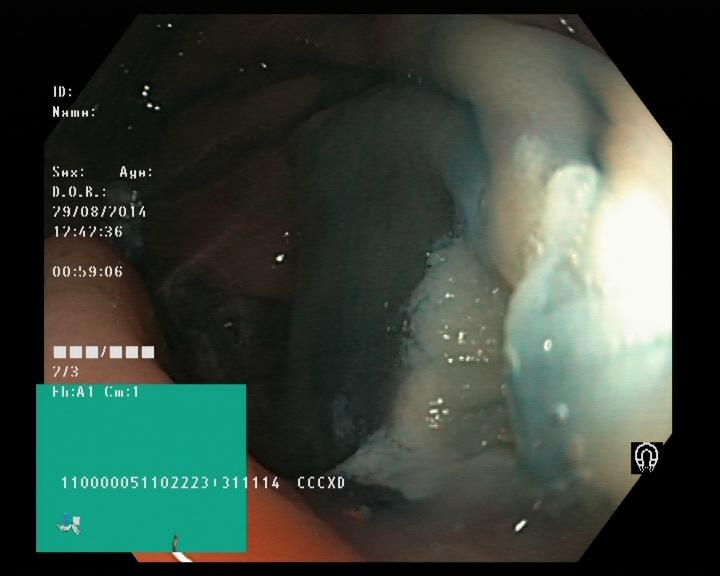 ID:
Name:
Sex: Age:
D.O.B.:
29/08/2014
12:42:36
00:59:06
■■■/■■■
2/3
Eh:A1 Cm:1
110000051102223 311114 CCCXD